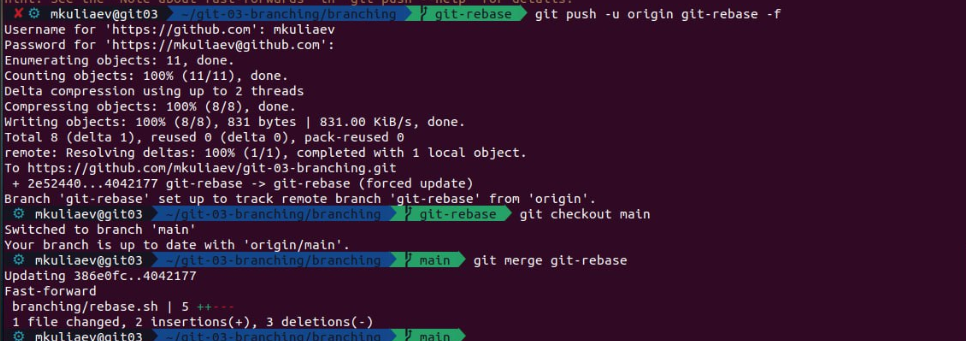 hint: See the 'Note about fast-forwards' in 'git push --help' for details.
✘ ⚙ mkuliaev@git03 ~/git-03-branching/branching git-rebase git push -u origin git-rebase -f
Username for 'https://github.com': mkuliaev
Password for 'https://mkuliaev@github.com':
Enumerating objects: 11, done.
Counting objects: 100% (11/11), done.
Delta compression using up to 2 threads
Compressing objects: 100% (8/8), done.
Writing objects: 100% (8/8), 831 bytes | 831.00 KiB/s, done.
Total 8 (delta 1), reused 0 (delta 0), pack-reused 0
remote: Resolving deltas: 100% (1/1), completed with 1 local object.
To https://github.com/mkuliaev/git-03-branching.git
 + 2e52440...4042177 git-rebase -> git-rebase (forced update)
Branch 'git-rebase' set up to track remote branch 'git-rebase' from 'origin'.
⚙ mkuliaev@git03 ~/git-03-branching/branching git-rebase git checkout main
Switched to branch 'main'
Your branch is up to date with 'origin/main'.
⚙ mkuliaev@git03 ~/git-03-branching/branching main git merge git-rebase
Updating 386e0fc..4042177
Fast-forward
 branching/rebase.sh | 5 ++---
 1 file changed, 2 insertions(+), 3 deletions(-)
⚙ mkuliaev@git03 ~/git-03-branching/branching main